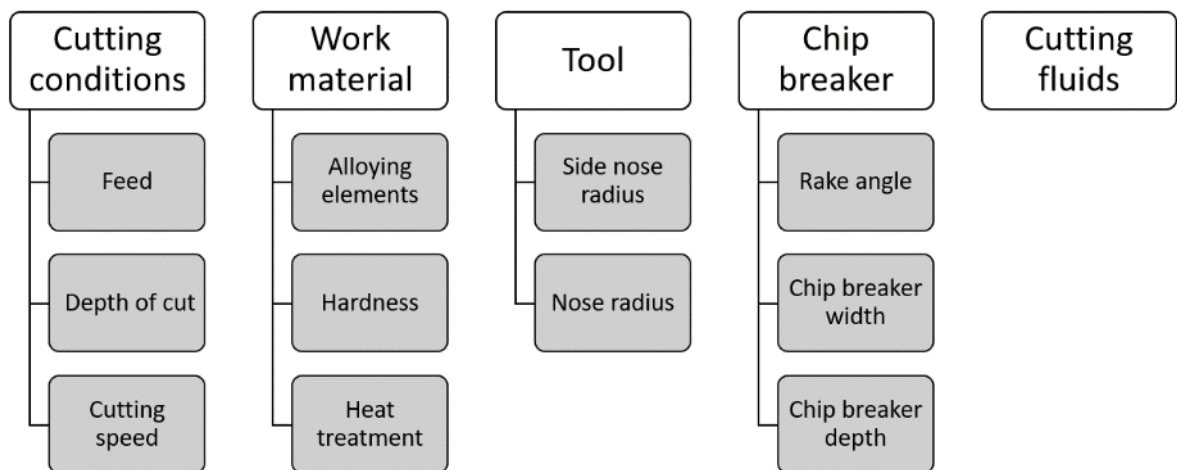 Cutting
conditions
Feed
Depth of cut
Cutting
speed
Work
material
Alloying
elements
Hardness
Heat
treatment
Tool
Side nose
radius
Nose radius
Chip
breaker
Rake angle
Chip breaker
width
Chip breaker
depth
Cutting
fluids